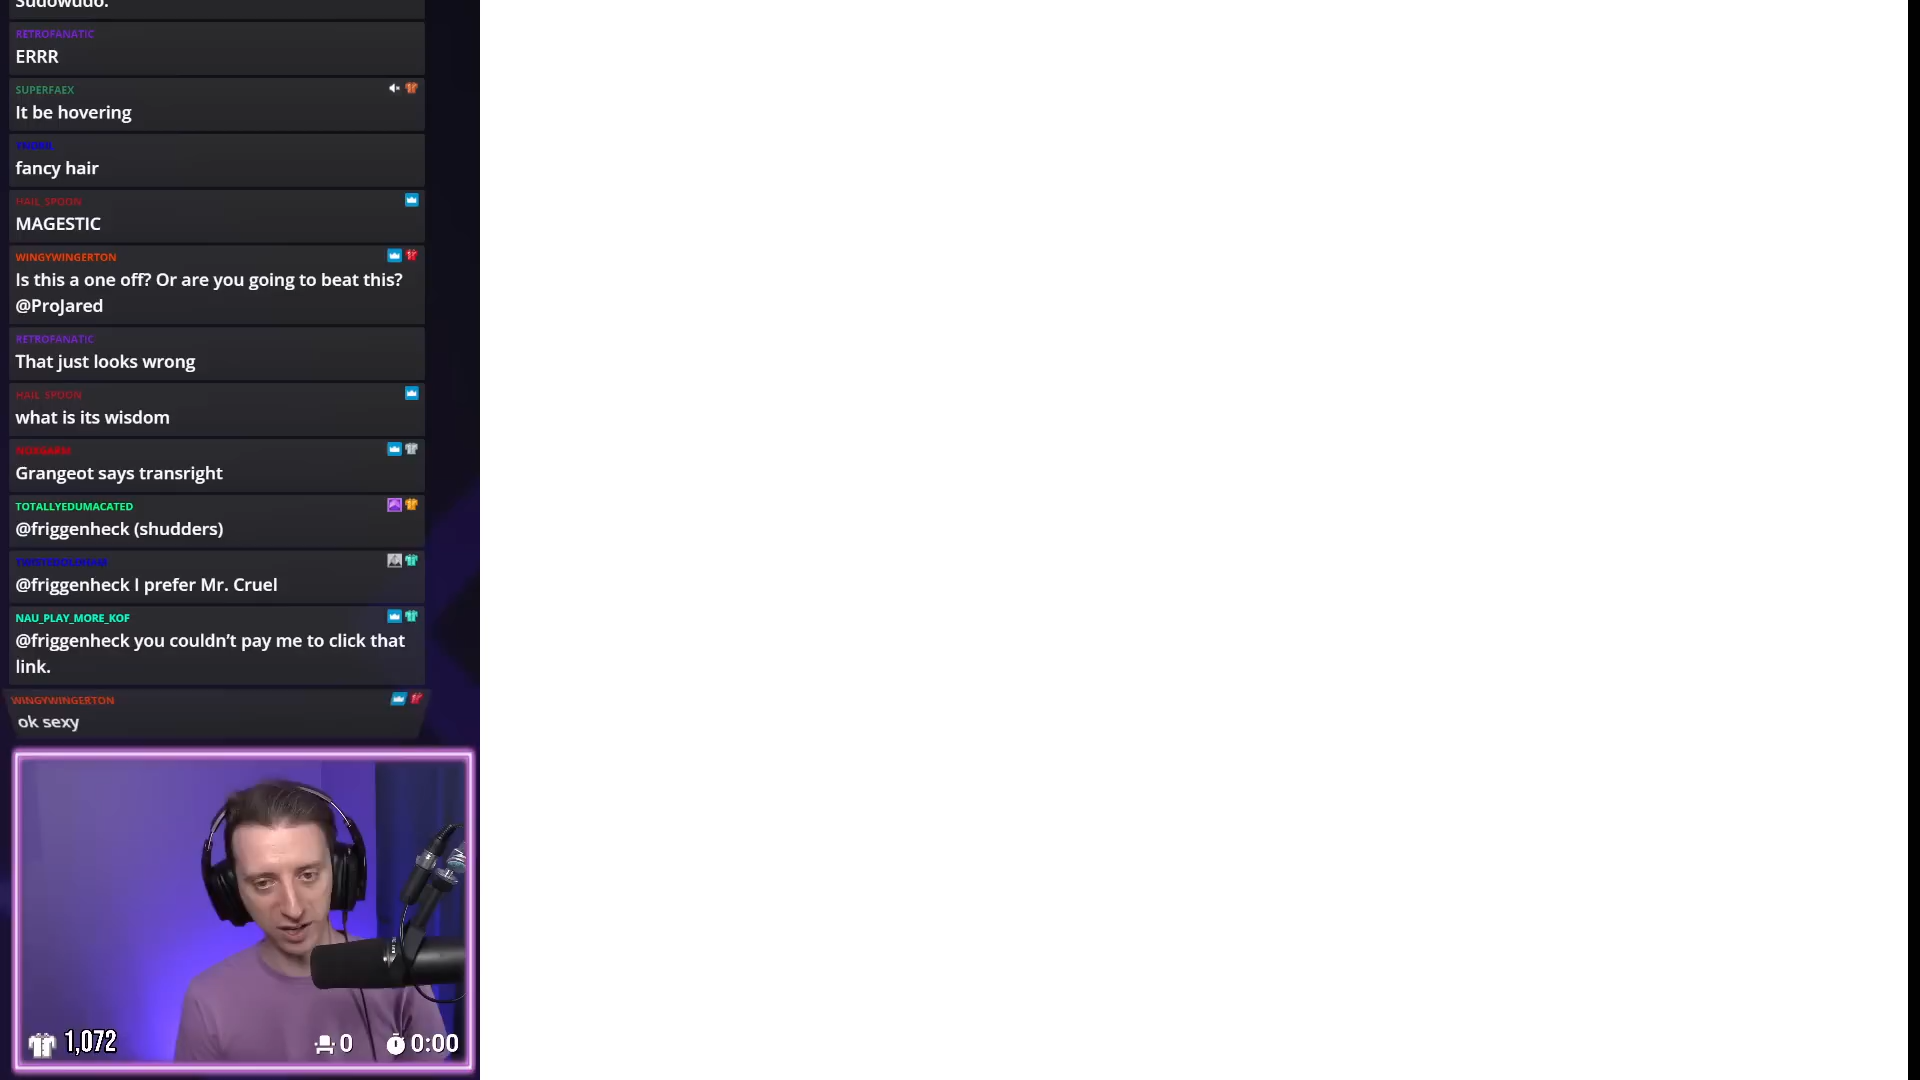 Sudowudo.
RETROFANATIC
ERRR
SUPERFAEX
It be hovering
fancy hair
HAIL_SPOON
MAGESTIC
WINGYWINGERTON
Is this a one off? Or are you going to beat this?
@ProJared
RETROFANATIC
That just looks wrong
HAIL_SPOON
what is its wisdom
Grangeot says transright
TOTALLYEDUMACATED
@friggenheck (shudders)
@friggenheck I prefer Mr. Cruel
NAU_PLAY_MORE_KOF
@friggenheck you couldn't pay me to click that
link.
WINGYWINGERTON
ok sexy
1,072
0
0:00